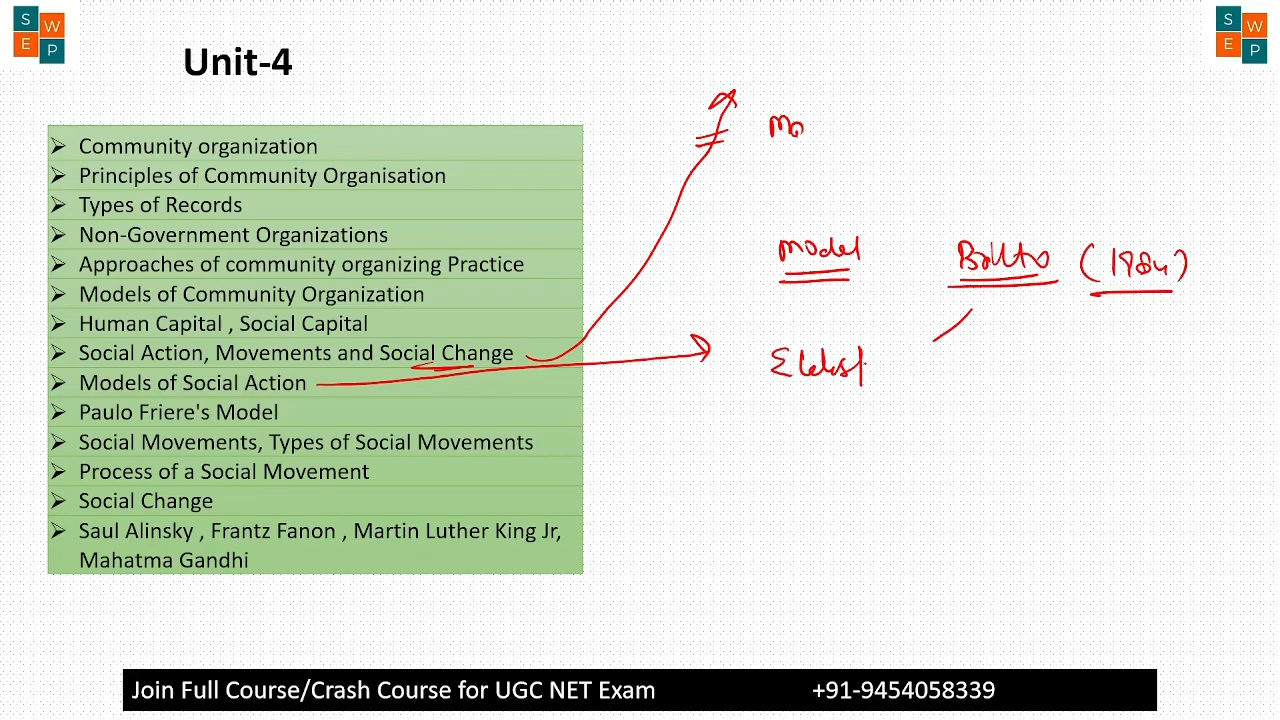 S W E P
S W E P
Unit-4
➢ Community organization
➢ Principles of Community Organisation
➢ Types of Records
➢ Non-Government Organizations
➢ Approaches of community organizing Practice
➢ Models of Community Organization
➢ Human Capital , Social Capital
➢ Social Action, Movements and Social Change
➢ Models of Social Action
➢ Paulo Friere's Model
➢ Social Movements, Types of Social Movements
➢ Process of a Social Movement
➢ Social Change
➢ Saul Alinsky , Frantz Fanon , Martin Luther King Jr,
Mahatma Gandhi
Mo
Model (1984)
Join Full Course/Crash Course for UGC NET Exam +91-9454058339